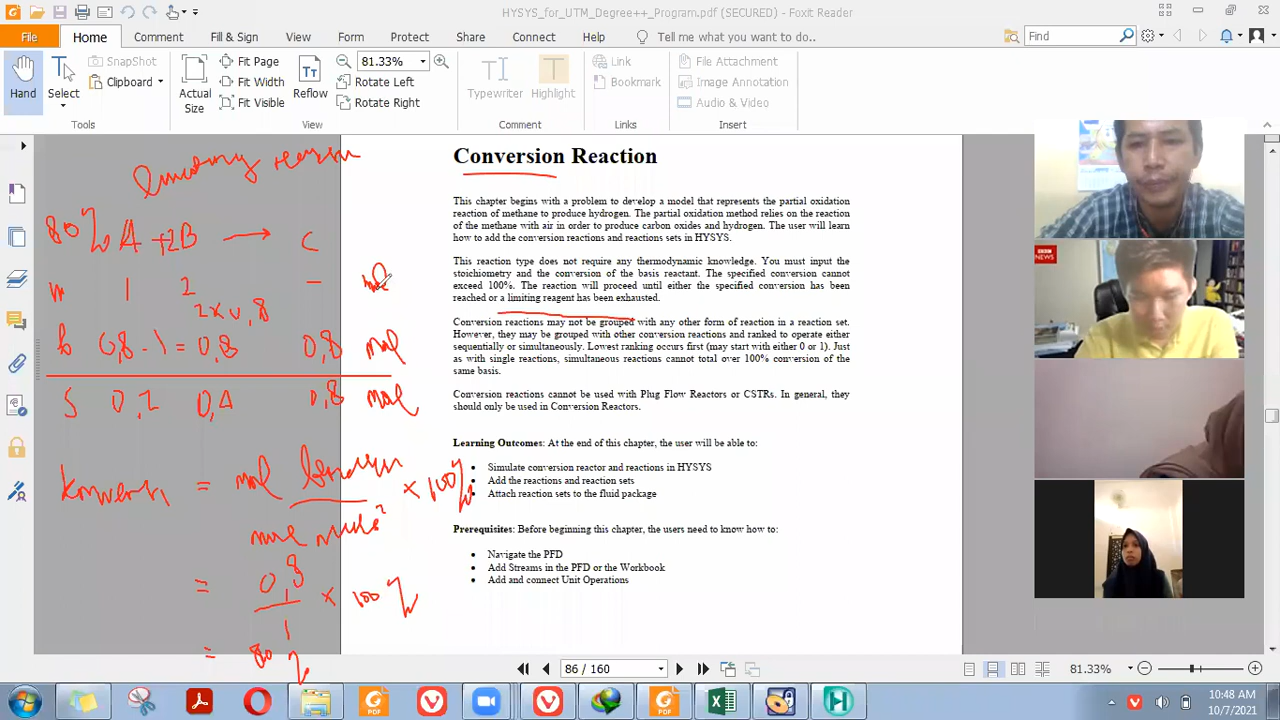 HYSYS_for_UTM_Degree++_Program.pdf (SECURED) - Foxit Reader
File Home Comment Fill & Sign View Form Protect Share Connect Help Tell me what you want to do.. Find
Hand
Select
SnapShot
Clipboard
Actual Size
Fit Page
Fit Width
Fit Visible
Reflow
81.33%
Rotate Left
Rotate Right
Typewriter
Highlight
Link
Bookmark
File Attachment
Image Annotation
Audio & Video
Tools View Comment Links Insert
Conversion Reaction
This chapter begins with a problem to develop a model that represents the partial oxidation
reaction of methane to produce hydrogen. The partial oxidation method relies on the reaction
of the methane with air in order to produce carbon oxides and hydrogen. The user will learn
how to add the conversion reactions and reactions sets in HYSYS.
This reaction type does not require any thermodynamic knowledge. You must input the
stoichiometry and the conversion of the basis reactant. The specified conversion cannot
exceed 100%. The reaction will proceed until either the specified conversion has been
reached or a limiting reagent has been exhausted.
Conversion reactions may not be grouped with any other form of reaction in a reaction set.
However, they may be grouped with other conversion reactions and ranked to operate either
sequentially or simultaneously. Lowest ranking occurs first (may start with either 0 or 1). Just
as with single reactions, simultaneous reactions cannot total over 100% conversion of the
same basis.
Conversion reactions cannot be used with Plug Flow Reactors or CSTRs. In general, they
should only be used in Conversion Reactors.
Learning Outcomes: At the end of this chapter, the user will be able to:
• Simulate conversion reactor and reactions in HYSYS
• Add the reactions and reaction sets
• Attach reaction sets to the fluid package
Prerequisites: Before beginning this chapter, the users need to know how to:
• Navigate the PFD
• Add Streams in the PFD or the Workbook
• Add and connect Unit Operations
80% A + 2B → C
m 1 2 -
2x0,8
b 0,8 . 1 = 0,8 0,8 mol
S 0,2 0,4 0,8 mol
Konversi = mol bereaksi × 100%
mol mula²
= 0,8 × 100%
1
= 80%
BBC NEWS
86 / 160
81.33%
10:48 AM
10/7/2021